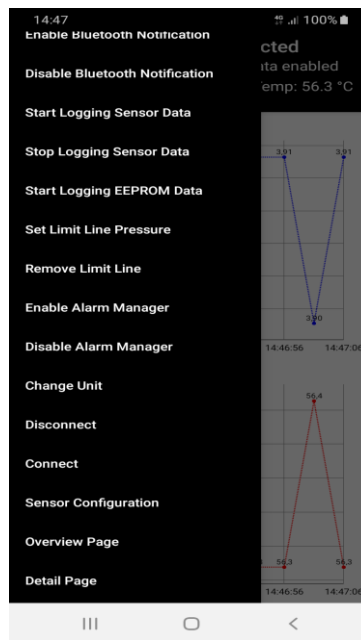 14:47
4G 100%
Enable Bluetooth Notification
cted
Disable Bluetooth Notification
ata enabled
Temp: 56.3 °C
Start Logging Sensor Data
Stop Logging Sensor Data
3,91 3,91
Start Logging EEPROM Data
Set Limit Line Pressure
Remove Limit Line
Enable Alarm Manager
3,90
Disable Alarm Manager
14:46:56 14:47:06
Change Unit
56,4
Disconnect
Connect
Sensor Configuration
Overview Page
56,3 56,3
Detail Page
14:46:56 14:47:06